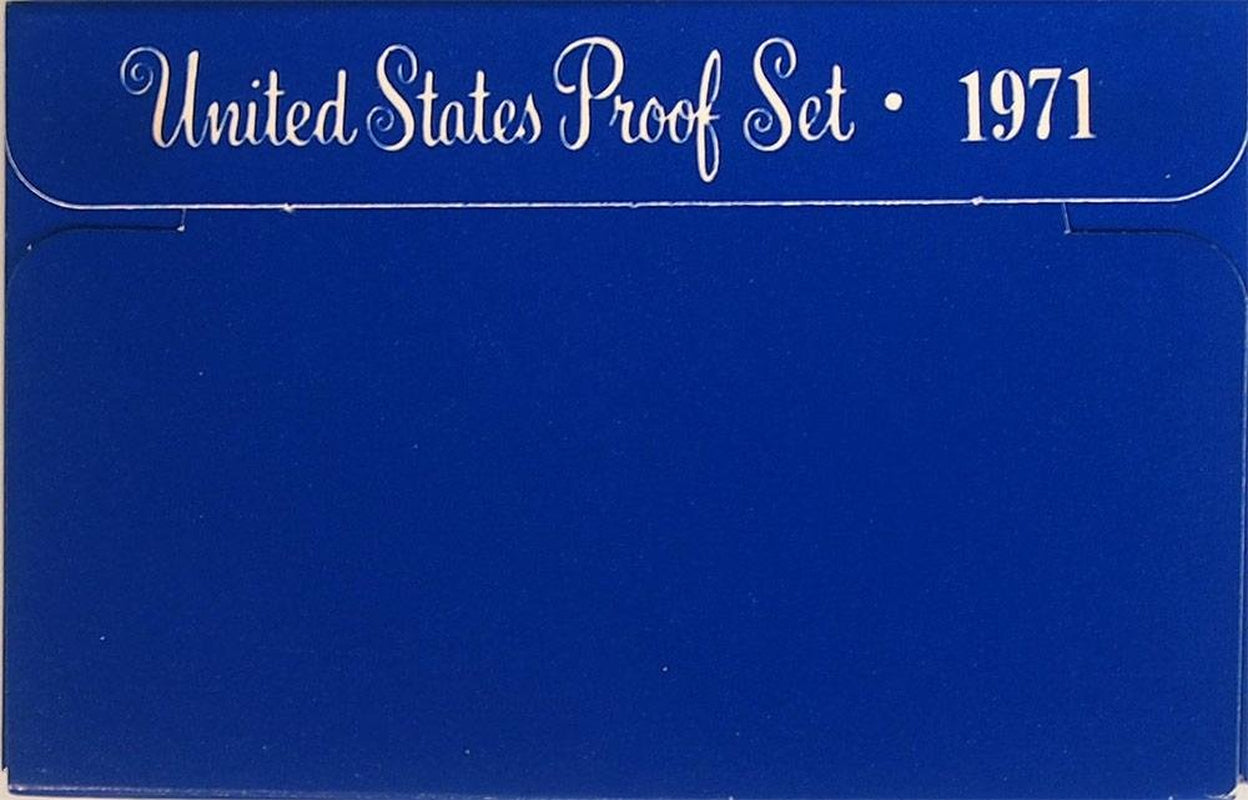 United States Proof Set • 1971